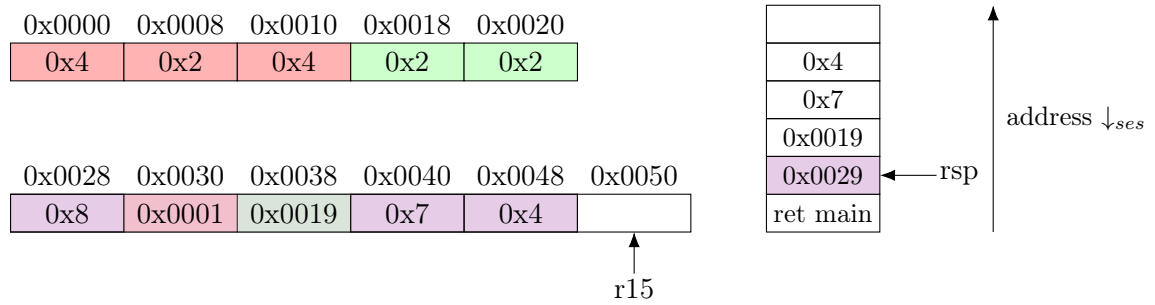 0x0000 0x0008 0x0010 0x0018 0x0020
0x4 0x2 0x4 0x2 0x2
0x0028 0x0030 0x0038 0x0040 0x0048 0x0050
0x8 0x0001 0x0019 0x7 0x4
r15
0x4
0x7
0x0019
0x0029
ret main
rsp
address ↓ses